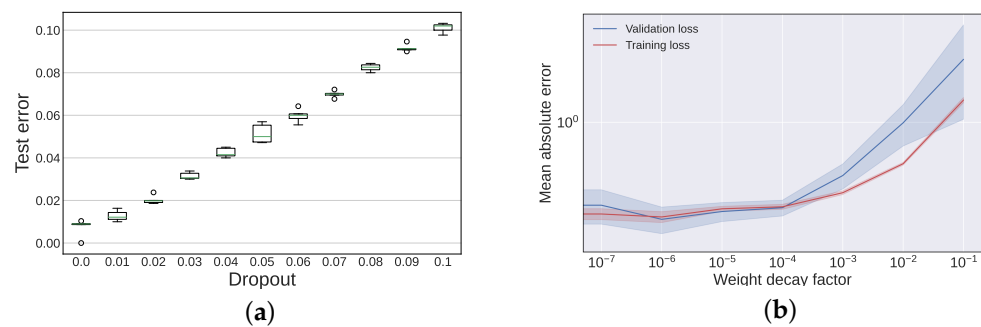 0.10
0.08
0.06
0.04
0.02
0.00
Test error
0.0 0.01 0.02 0.03 0.04 0.05 0.06 0.07 0.08 0.09 0.1
Dropout
(a)
Validation loss
Training loss
Mean absolute error
10⁰
10⁻⁷ 10⁻⁶ 10⁻⁵ 10⁻⁴ 10⁻³ 10⁻² 10⁻¹
Weight decay factor
(b)